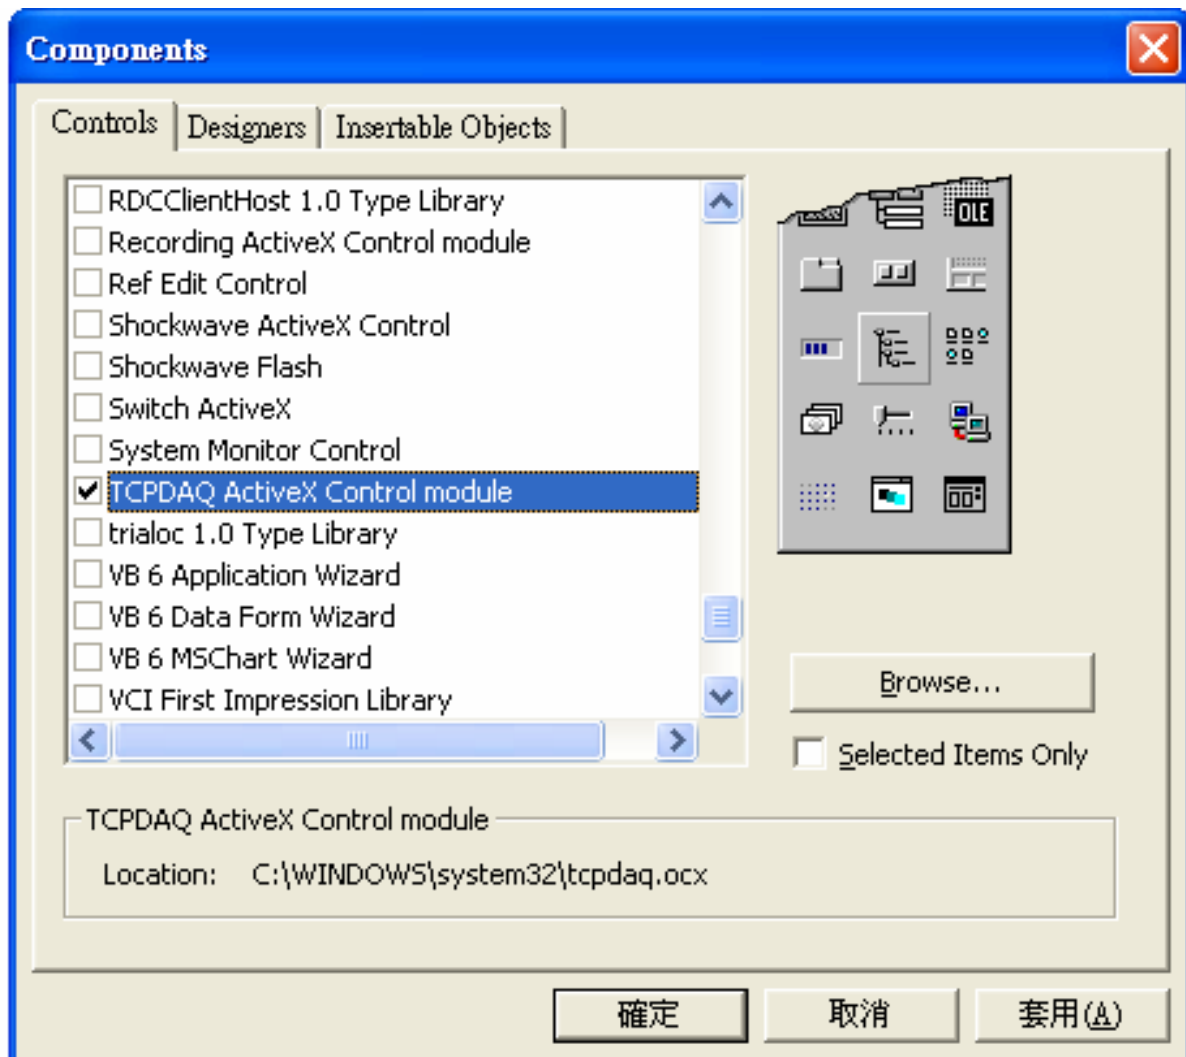 Components
Controls Designers Insertable Objects
RDCClientHost 1.0 Type Library
Recording ActiveX Control module
Ref Edit Control
Shockwave ActiveX Control
Shockwave Flash
Switch ActiveX
System Monitor Control
TCPDAQ ActiveX Control module
trialoc 1.0 Type Library
VB 6 Application Wizard
VB 6 Data Form Wizard
VB 6 MSChart Wizard
VCI First Impression Library
OLE
Browse...
Selected Items Only
TCPDAQ ActiveX Control module
Location: C:\WINDOWS\system32\tcpdaq.ocx
確定 取消 套用(A)